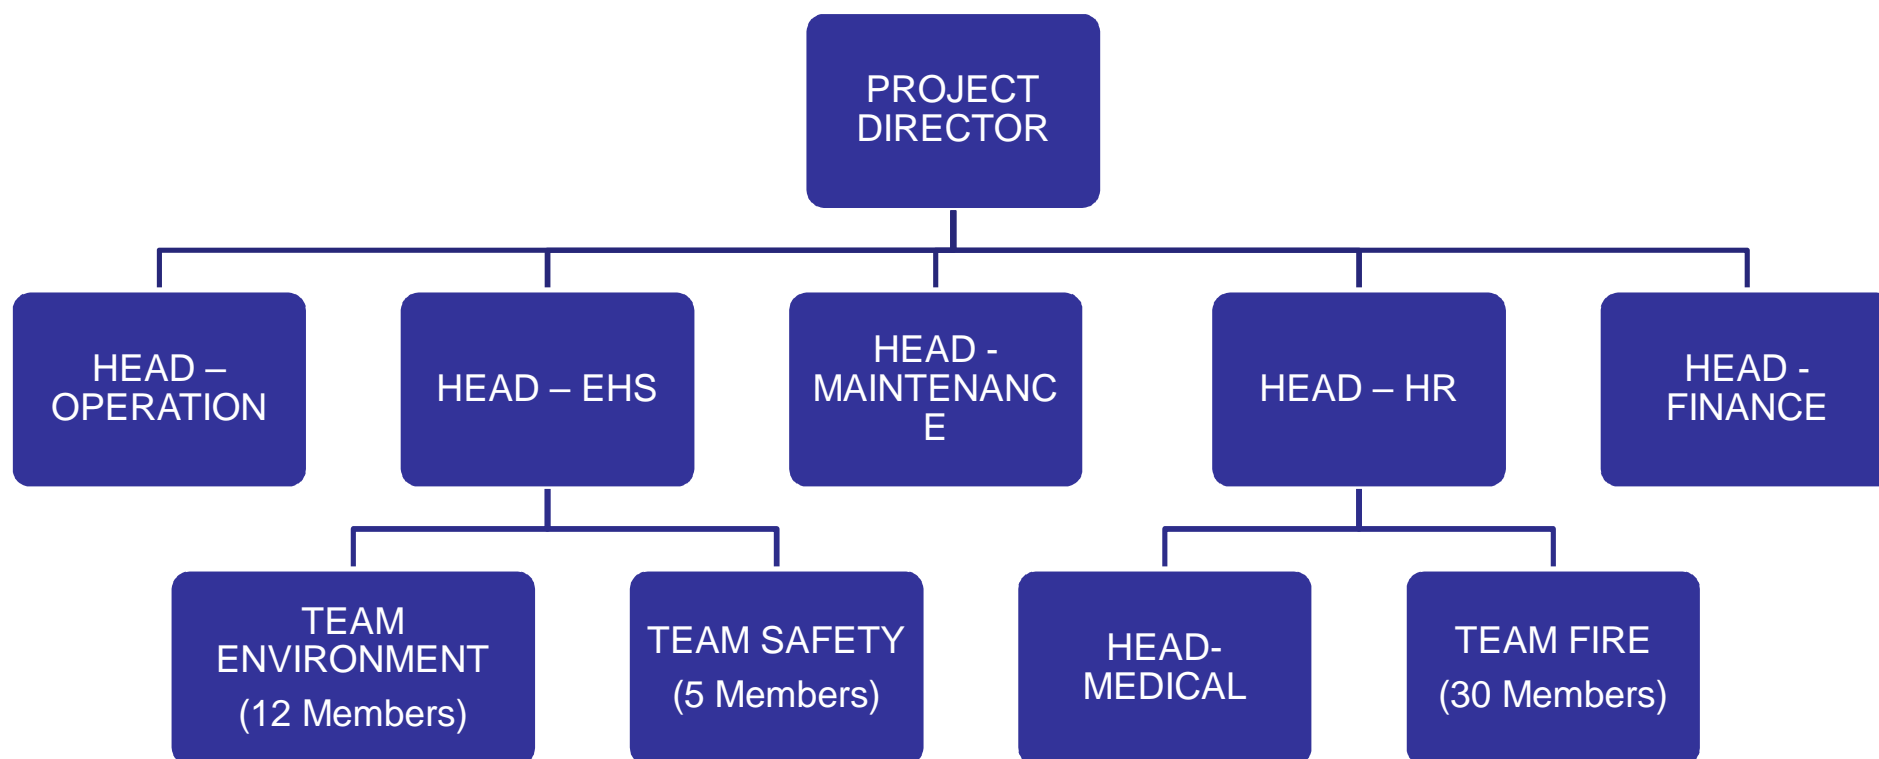 PROJECT
DIRECTOR
HEAD –
OPERATION
HEAD – EHS
HEAD -
MAINTENANC
E
HEAD – HR
HEAD -
FINANCE
TEAM
ENVIRONMENT
(12 Members)
TEAM SAFETY
(5 Members)
HEAD-
MEDICAL
TEAM FIRE
(30 Members)